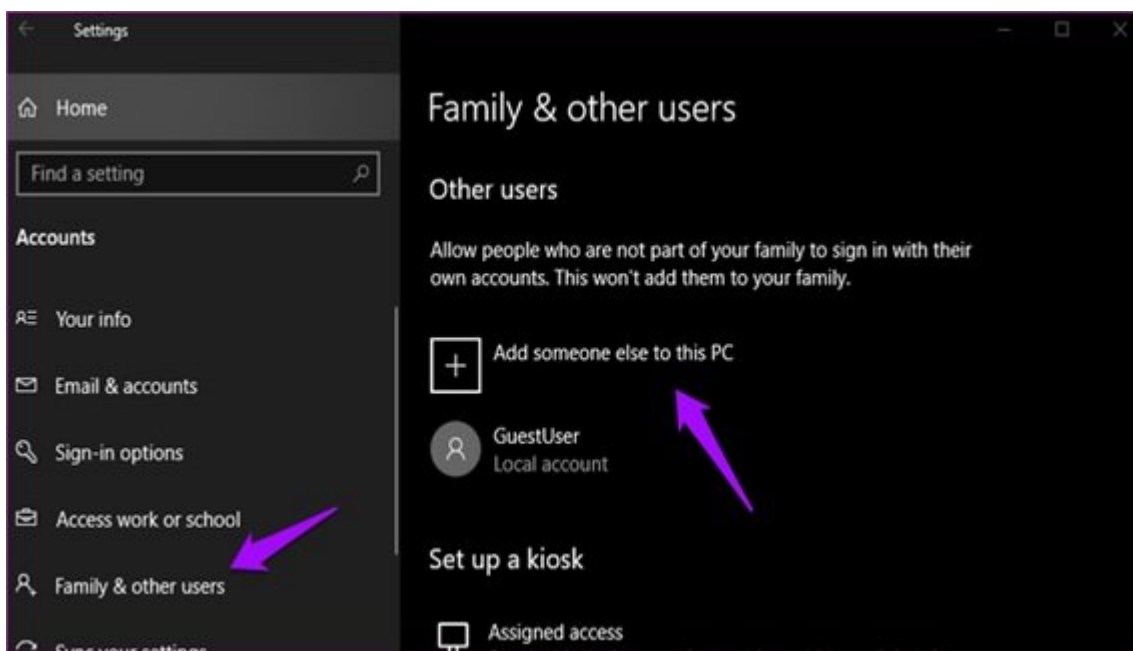 Settings
Home
Find a setting
Accounts
Your info
Email & accounts
Sign-in options
Access work or school
Family & other users
Sync your settings
Family & other users
Other users
Allow people who are not part of your family to sign in with their
own accounts. This won't add them to your family.
Add someone else to this PC
GuestUser
Local account
Set up a kiosk
Assigned access